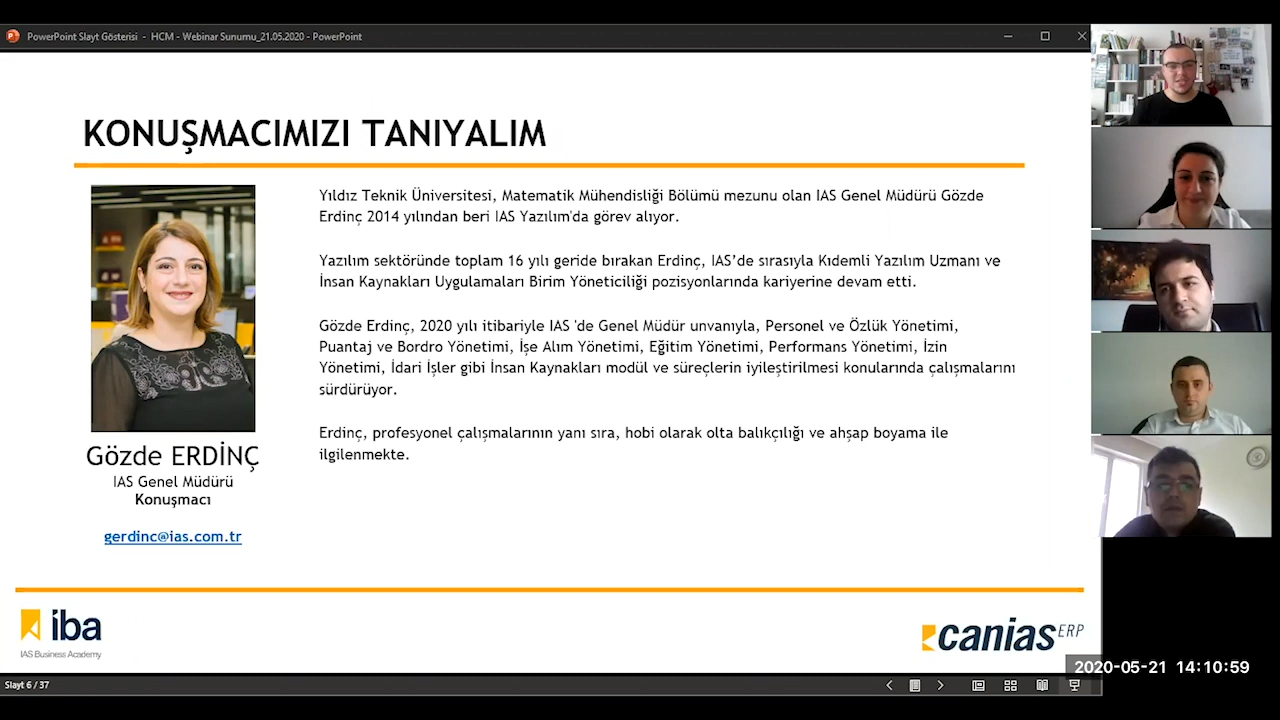 PowerPoint Slayt Gösterisi - HCM - Webinar Sunumu_21.05.2020 - PowerPoint
KONUŞMACIMIZI TANIYALIM
Yıldız Teknik Üniversitesi, Matematik Mühendisliği Bölümü mezunu olan IAS Genel Müdürü Gözde
Erdinç 2014 yılından beri IAS Yazılım'da görev alıyor.
Yazılım sektöründe toplam 16 yılı geride bırakan Erdinç, IAS’de sırasıyla Kıdemli Yazılım Uzmanı ve
İnsan Kaynakları Uygulamaları Birim Yöneticiliği pozisyonlarında kariyerine devam etti.
Gözde Erdinç, 2020 yılı itibariyle IAS 'de Genel Müdür unvanıyla, Personel ve Özlük Yönetimi,
Puantaj ve Bordro Yönetimi, İşe Alım Yönetimi, Eğitim Yönetimi, Performans Yönetimi, İzin
Yönetimi, İdari İşler gibi İnsan Kaynakları modül ve süreçlerin iyileştirilmesi konularında çalışmalarını
sürdürüyor.
Erdinç, profesyonel çalışmalarının yanı sıra, hobi olarak olta balıkçılığı ve ahşap boyama ile
ilgilenmekte.
Gözde ERDİNÇ
IAS Genel Müdürü
Konuşmacı
gerdinc@ias.com.tr
iba
IAS Business Academy
canias ERP
2020-05-21 14:10:59
Slayt 6 / 37